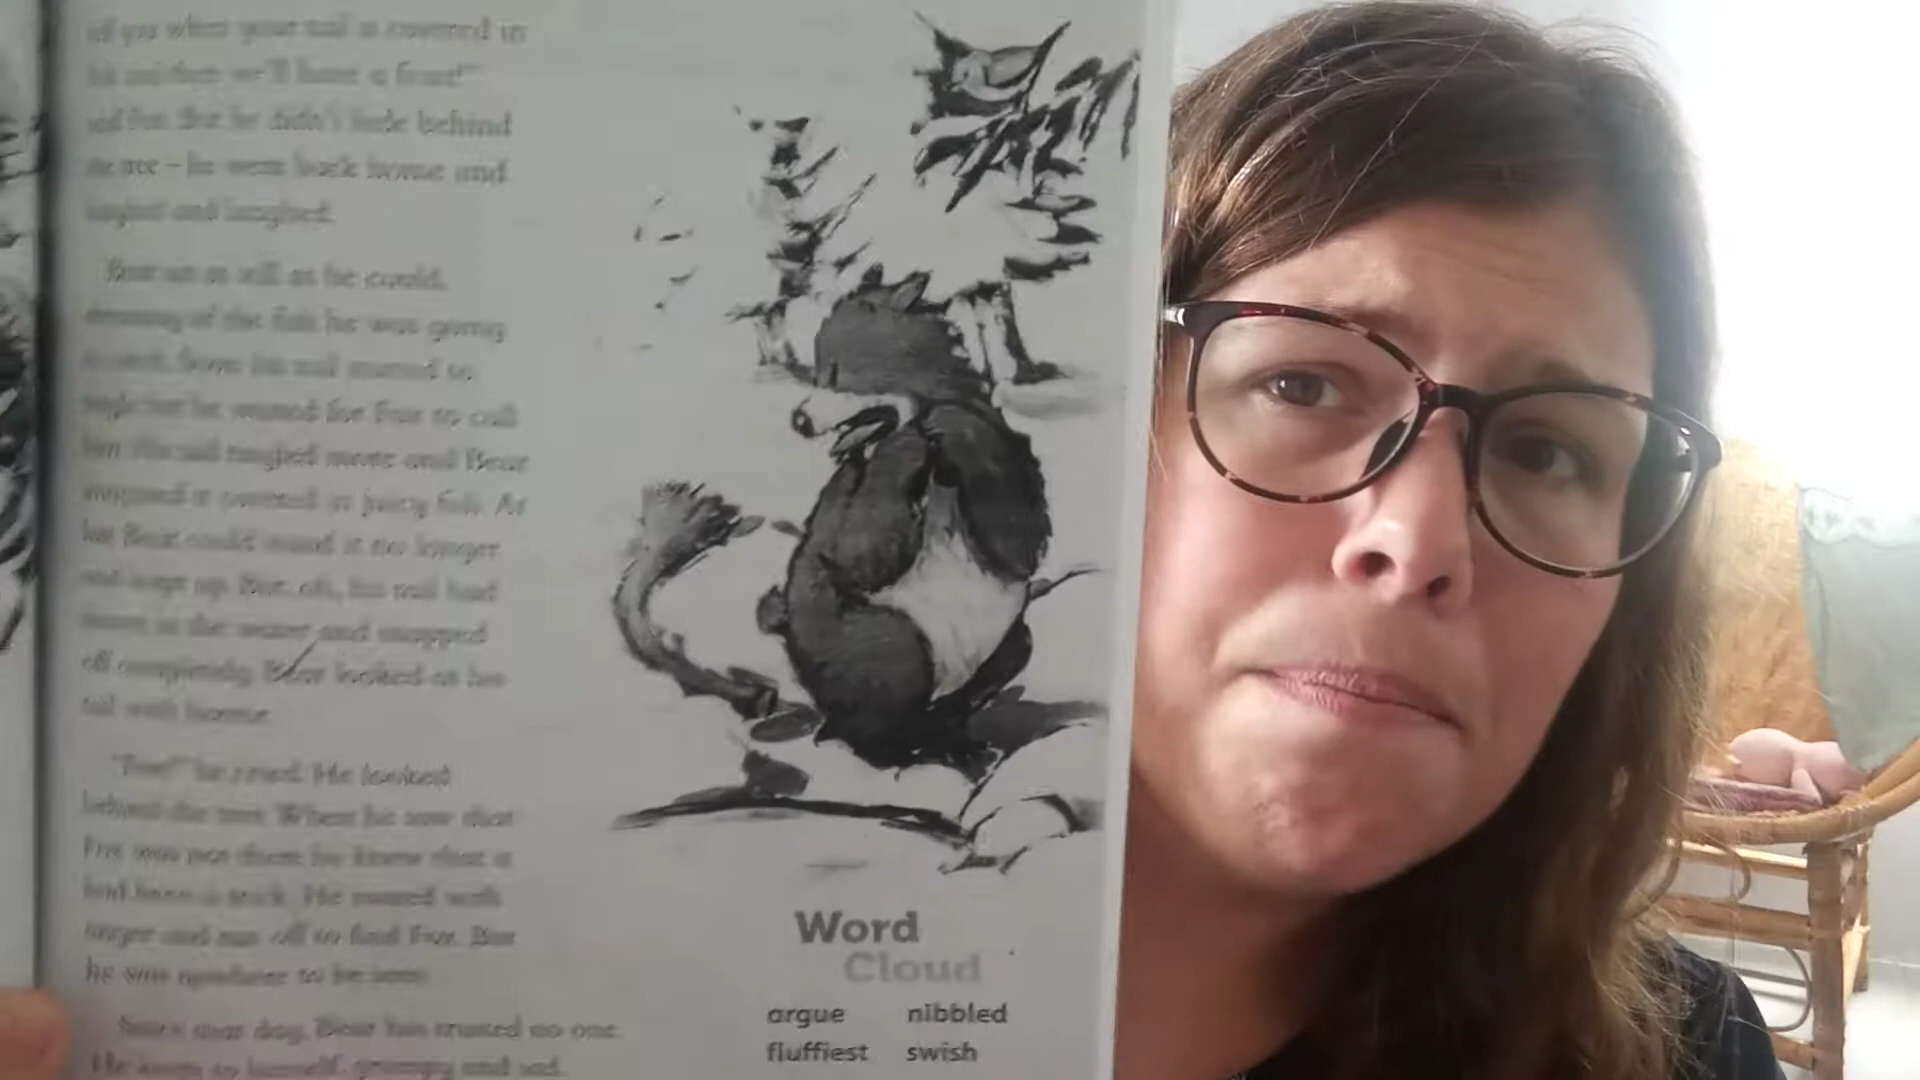 of you when your tail is covered in
fish and then we'll have a feast!"
and Fox. But he didn't hide behind
the tree – he went back home and
laughed and laughed.
Bear sat as still as he could,
dreaming of the fish he was going
to catch. Soon his tail started to
tingle but he waited for Fox to call
him. His tail tingled more and Bear
imagined it covered in juicy fish. At
last Bear could stand it no longer
and leapt up. But, oh, his tail had
frozen in the water and snapped
off completely. Bear looked at his
tail with horror.
"Fox!" he cried. He looked
behind the tree. When he saw that
Fox was not there he knew that it
had been a trick. He roared with
anger and ran off to find Fox. But
he was nowhere to be seen.
Since that day, Bear has trusted no one.
He keeps to himself, grumpy and sad.
Word
Cloud
argue nibbled
fluffiest swish